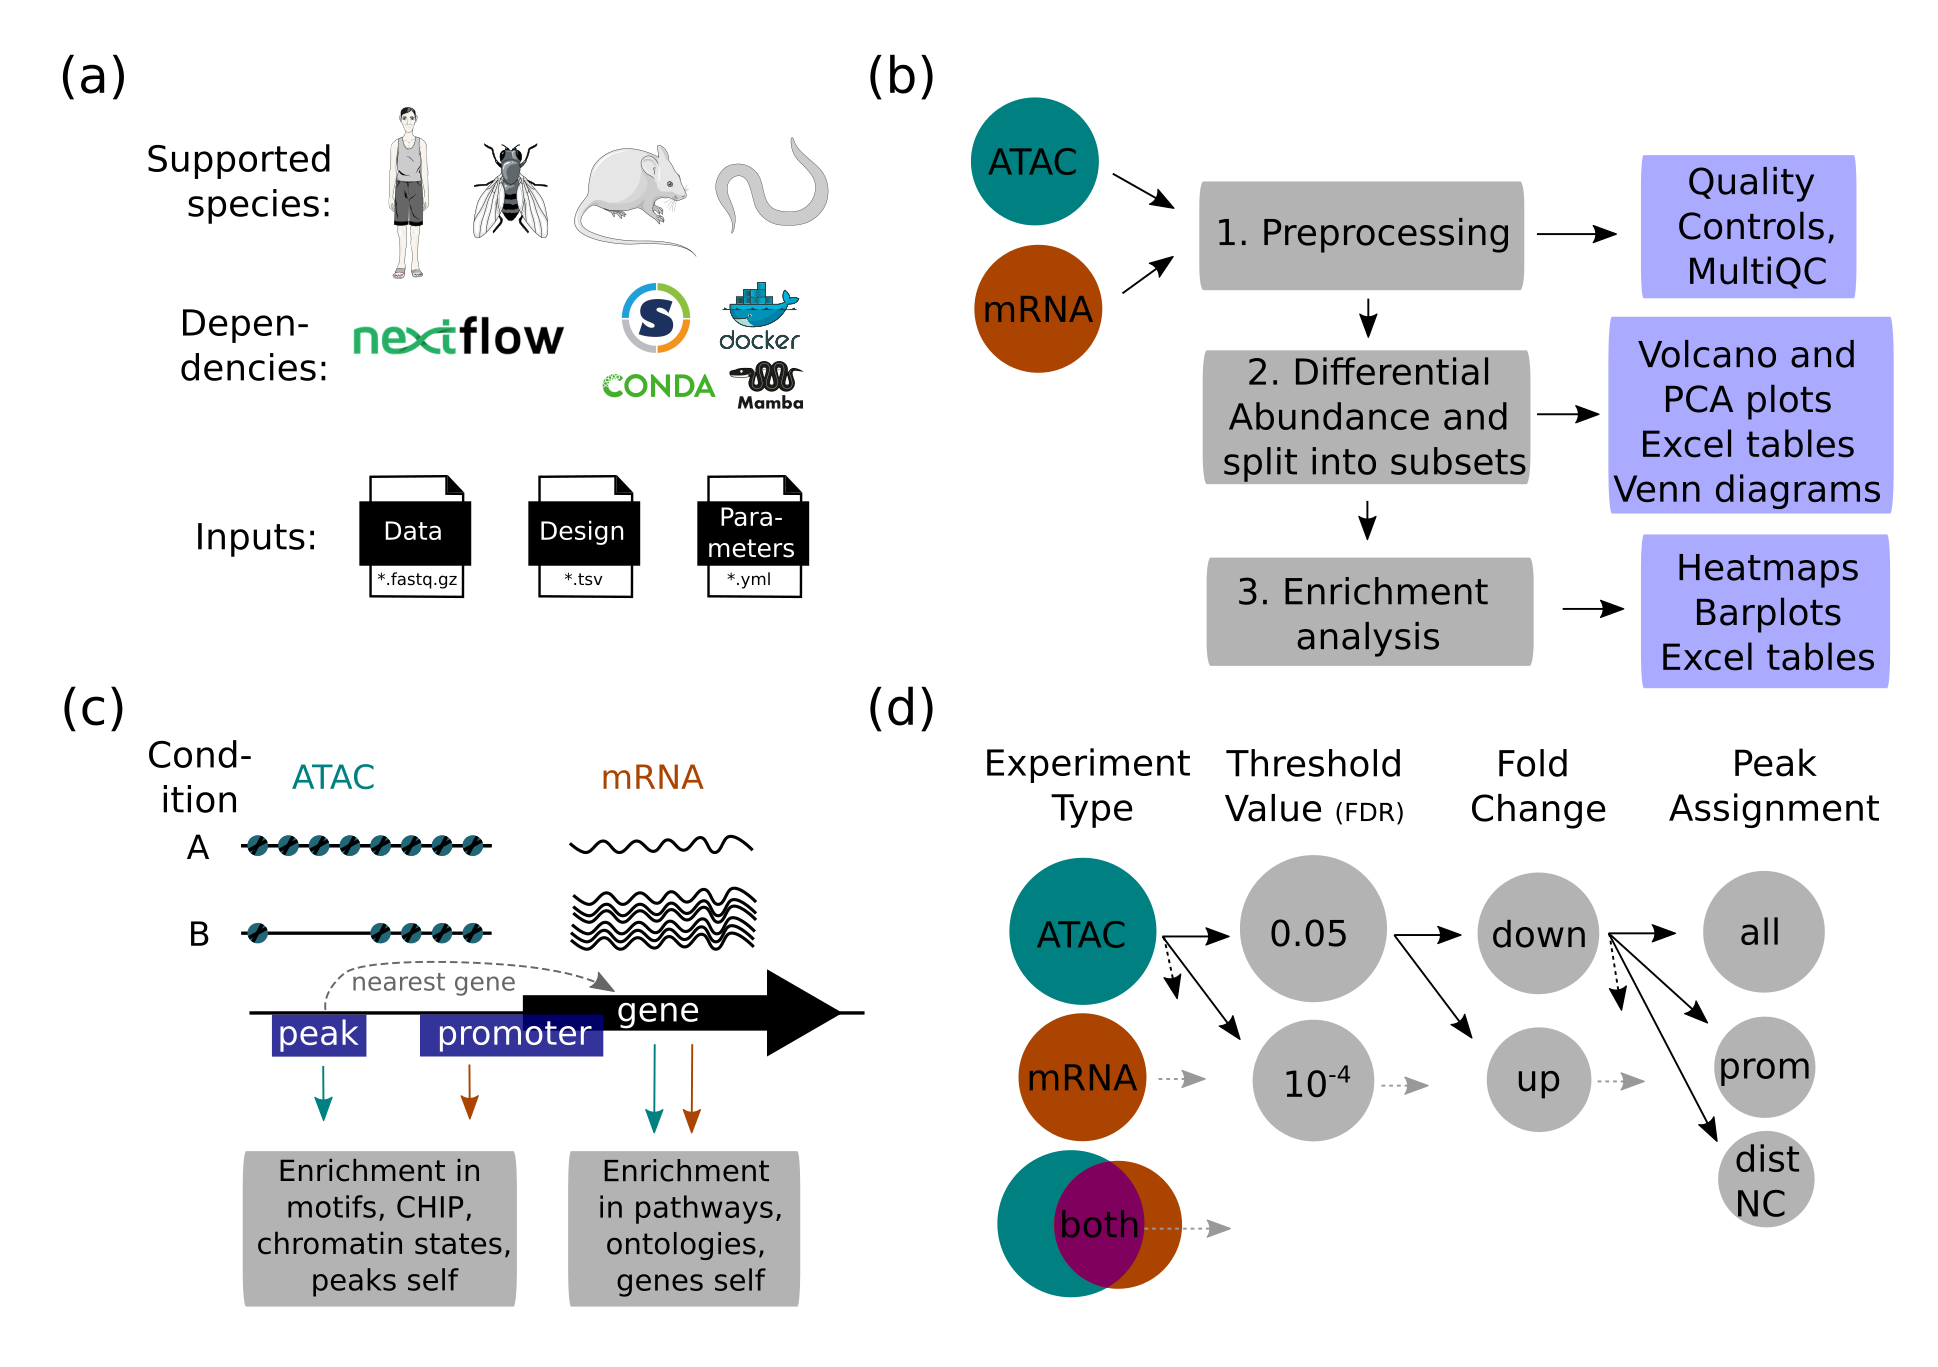 (a)
Supported
species:
Depen-
dencies:
nextflow
S
docker
CONDA
Mamba
Inputs:
Data
*.fastq.gz
Design
*.tsv
Para-
meters
*.yml
(b)
ATAC
mRNA
1. Preprocessing
Quality
Controls,
MultiQC
2. Differential
Abundance and
split into subsets
Volcano and
PCA plots
Excel tables
Venn diagrams
3. Enrichment
analysis
Heatmaps
Barplots
Excel tables
(c)
Cond-
ition
ATAC
mRNA
A
B
nearest gene
gene
peak
promoter
Enrichment in
motifs, CHIP,
chromatin states,
peaks self
Enrichment
in pathways,
ontologies,
genes self
(d)
Experiment
Type
Threshold
Value (FDR)
Fold
Change
Peak
Assignment
ATAC
0.05
down
all
mRNA
10⁻⁴
up
prom
both
dist
NC